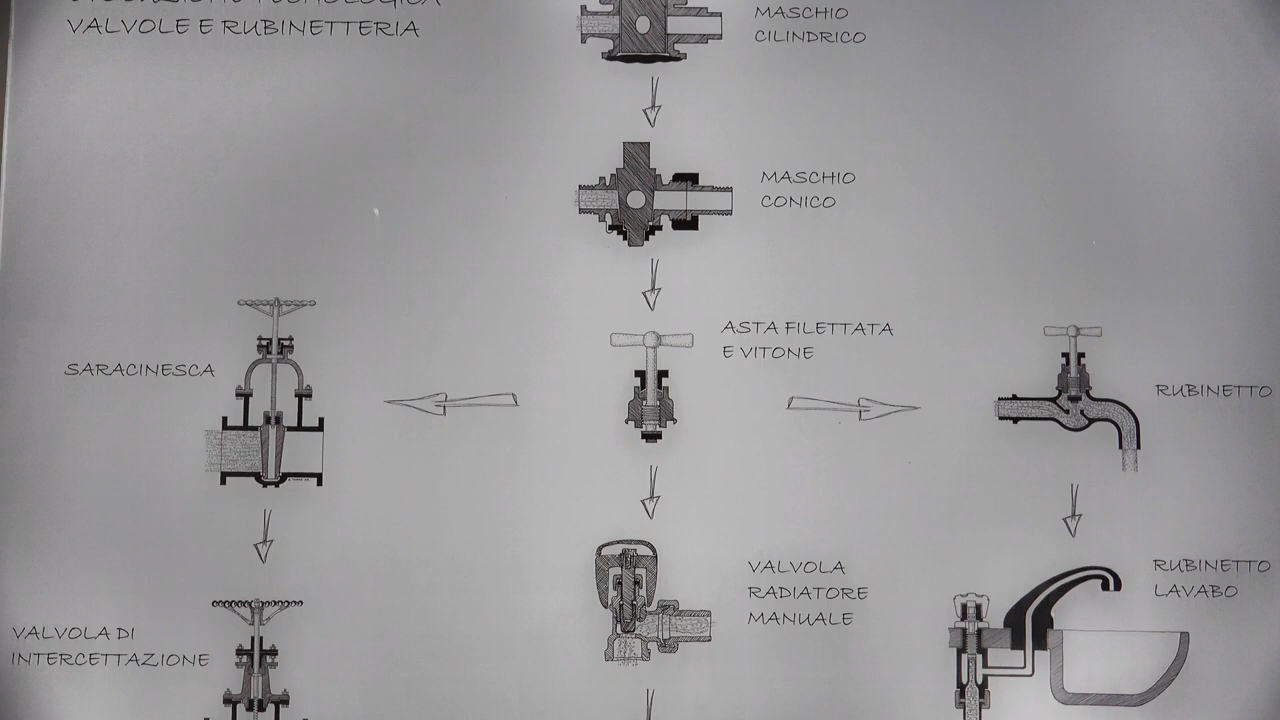 VALVOLE E RUBINETTERIA
MASCHIO
CILINDRICO
MASCHIO
CONICO
ASTA FILETTATA
E VITONE
SARACINESCA
RUBINETTO
VALVOLA
RADIATORE
MANUALE
RUBINETTO
LAVABO
VALVOLA DI
INTERCETTAZIONE